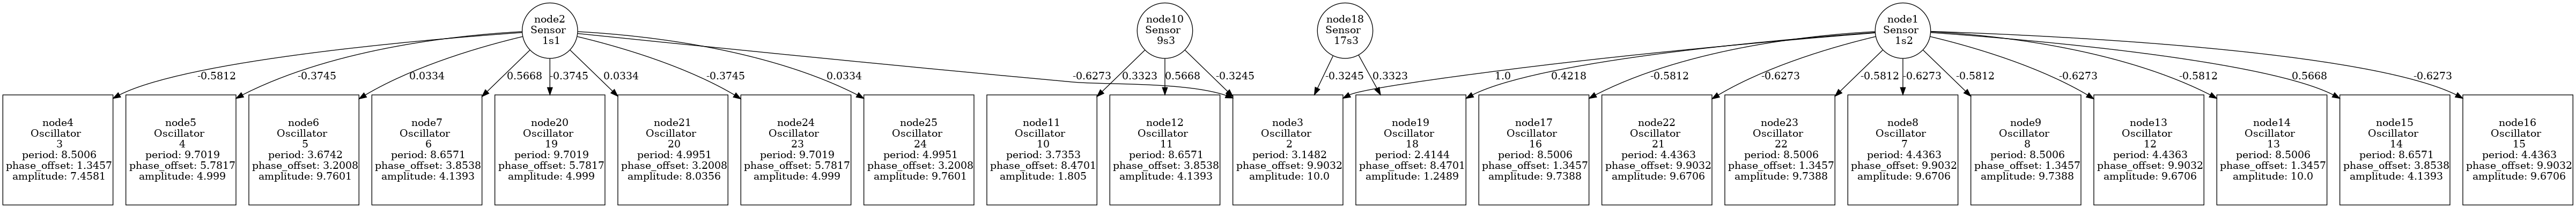 node2
Sensor
1s1
node10
Sensor
9s3
node18
Sensor
17s3
node1
Sensor
1s2
-0.5812
-0.3745
0.0334
0.5668
-0.3745
0.0334
-0.3745
0.0334
-0.6273
0.3323
0.5668
-0.3245
-0.3245
0.3323
1.0
0.4218
-0.5812
-0.6273
-0.5812
-0.6273
-0.5812
-0.6273
-0.5812
0.5668
-0.6273
node4
Oscillator
3
period: 8.5006
phase_offset: 1.3457
amplitude: 7.4581
node5
Oscillator
4
period: 9.7019
phase_offset: 5.7817
amplitude: 4.999
node6
Oscillator
5
period: 3.6742
phase_offset: 3.2008
amplitude: 9.7601
node7
Oscillator
6
period: 8.6571
phase_offset: 3.8538
amplitude: 4.1393
node20
Oscillator
19
period: 9.7019
phase_offset: 5.7817
amplitude: 4.999
node21
Oscillator
20
period: 4.9951
phase_offset: 3.2008
amplitude: 8.0356
node24
Oscillator
23
period: 9.7019
phase_offset: 5.7817
amplitude: 4.999
node25
Oscillator
24
period: 4.9951
phase_offset: 3.2008
amplitude: 9.7601
node11
Oscillator
10
period: 3.7353
phase_offset: 8.4701
amplitude: 1.805
node12
Oscillator
11
period: 8.6571
phase_offset: 3.8538
amplitude: 4.1393
node3
Oscillator
2
period: 3.1482
phase_offset: 9.9032
amplitude: 10.0
node19
Oscillator
18
period: 2.4144
phase_offset: 8.4701
amplitude: 1.2489
node17
Oscillator
16
period: 8.5006
phase_offset: 1.3457
amplitude: 9.7388
node22
Oscillator
21
period: 4.4363
phase_offset: 9.9032
amplitude: 9.6706
node23
Oscillator
22
period: 8.5006
phase_offset: 1.3457
amplitude: 9.7388
node8
Oscillator
7
period: 4.4363
phase_offset: 9.9032
amplitude: 9.6706
node9
Oscillator
8
period: 8.5006
phase_offset: 1.3457
amplitude: 9.7388
node13
Oscillator
12
period: 4.4363
phase_offset: 9.9032
amplitude: 9.6706
node14
Oscillator
13
period: 8.5006
phase_offset: 1.3457
amplitude: 10.0
node15
Oscillator
14
period: 8.6571
phase_offset: 3.8538
amplitude: 4.1393
node16
Oscillator
15
period: 4.4363
phase_offset: 9.9032
amplitude: 9.6706